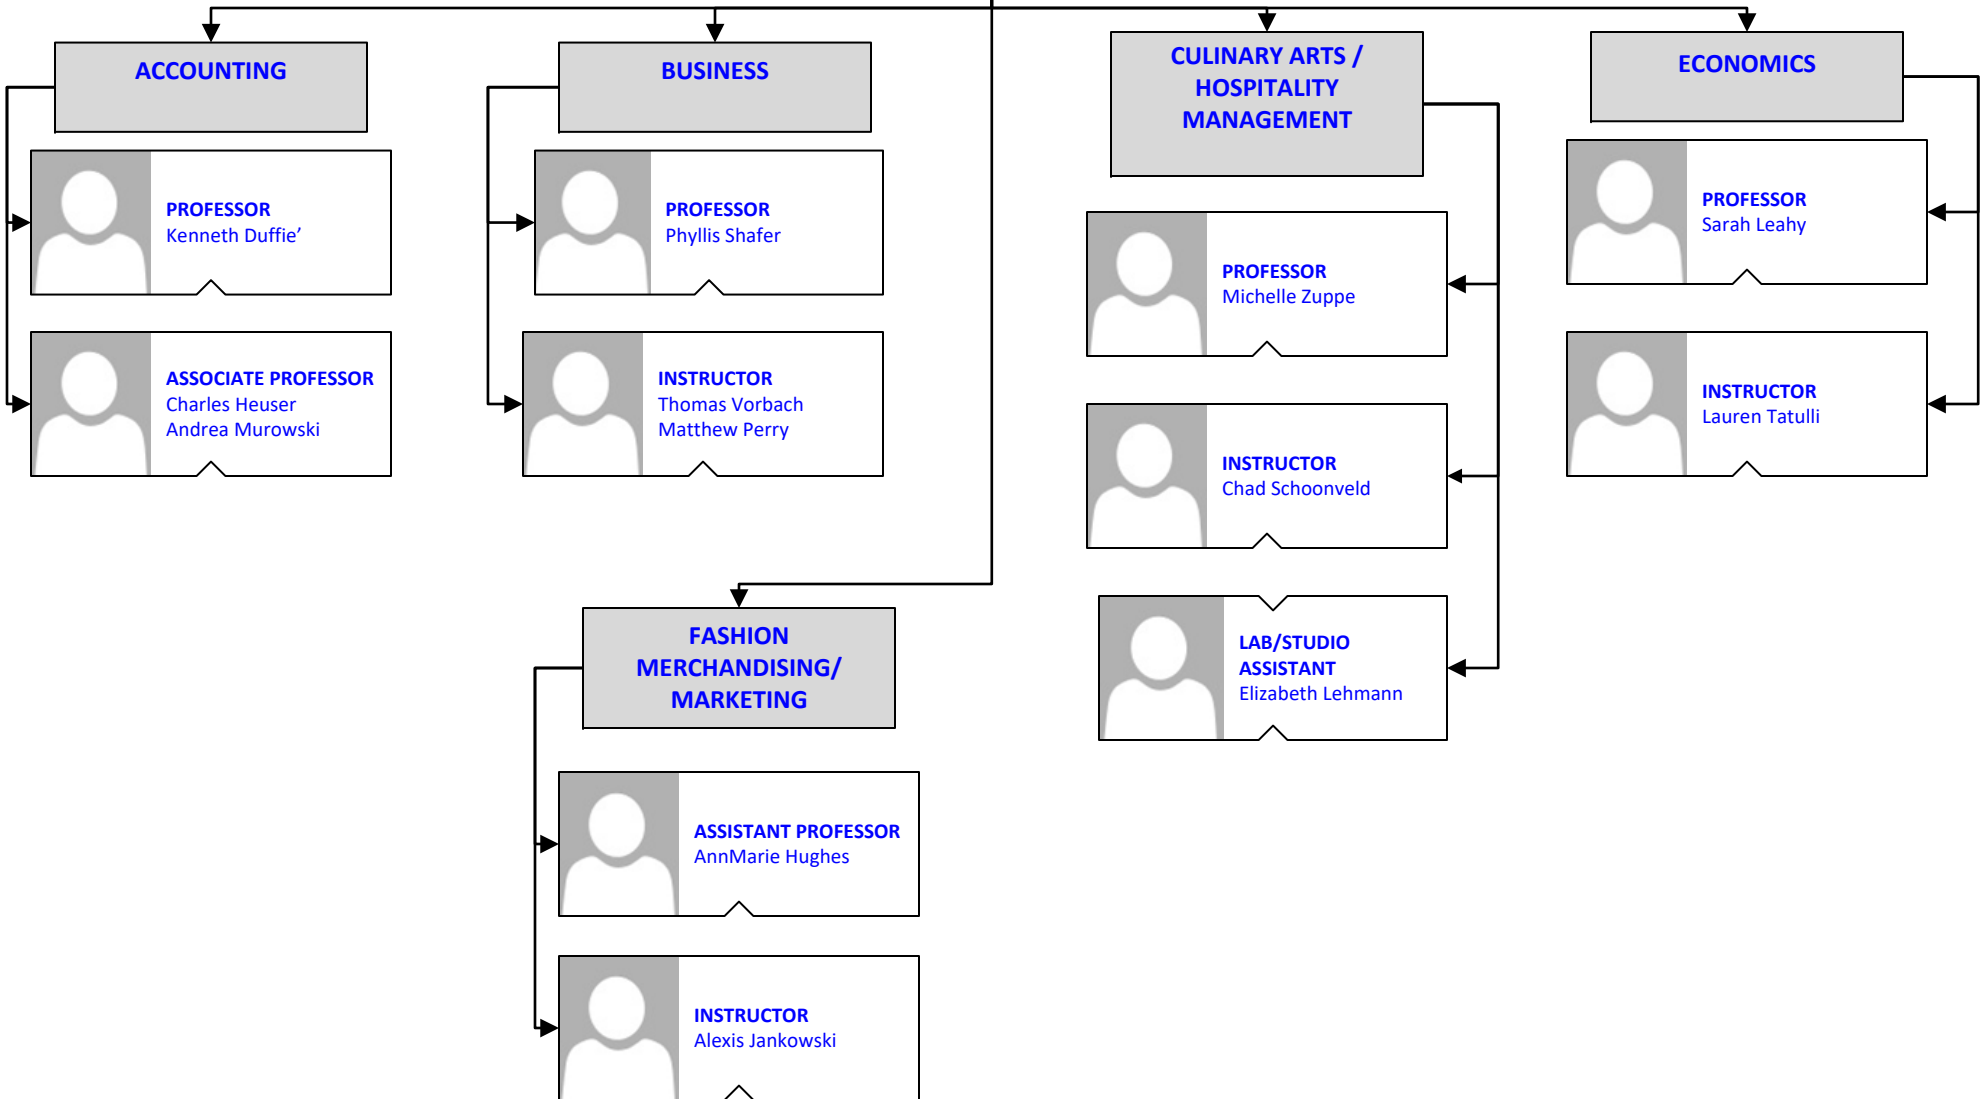 ACCOUNTING
PROFESSOR
Kenneth Duffie’
ASSOCIATE PROFESSOR
Charles Heuser
Andrea Murowski
BUSINESS
PROFESSOR
Phyllis Shafer
INSTRUCTOR
Thomas Vorbach
Matthew Perry
CULINARY ARTS /
HOSPITALITY
MANAGEMENT
PROFESSOR
Michelle Zuppe
INSTRUCTOR
Chad Schoonveld
LAB/STUDIO
ASSISTANT
Elizabeth Lehmann
ECONOMICS
PROFESSOR
Sarah Leahy
INSTRUCTOR
Lauren Tatulli
FASHION
MERCHANDISING/
MARKETING
ASSISTANT PROFESSOR
AnnMarie Hughes
INSTRUCTOR
Alexis Jankowski